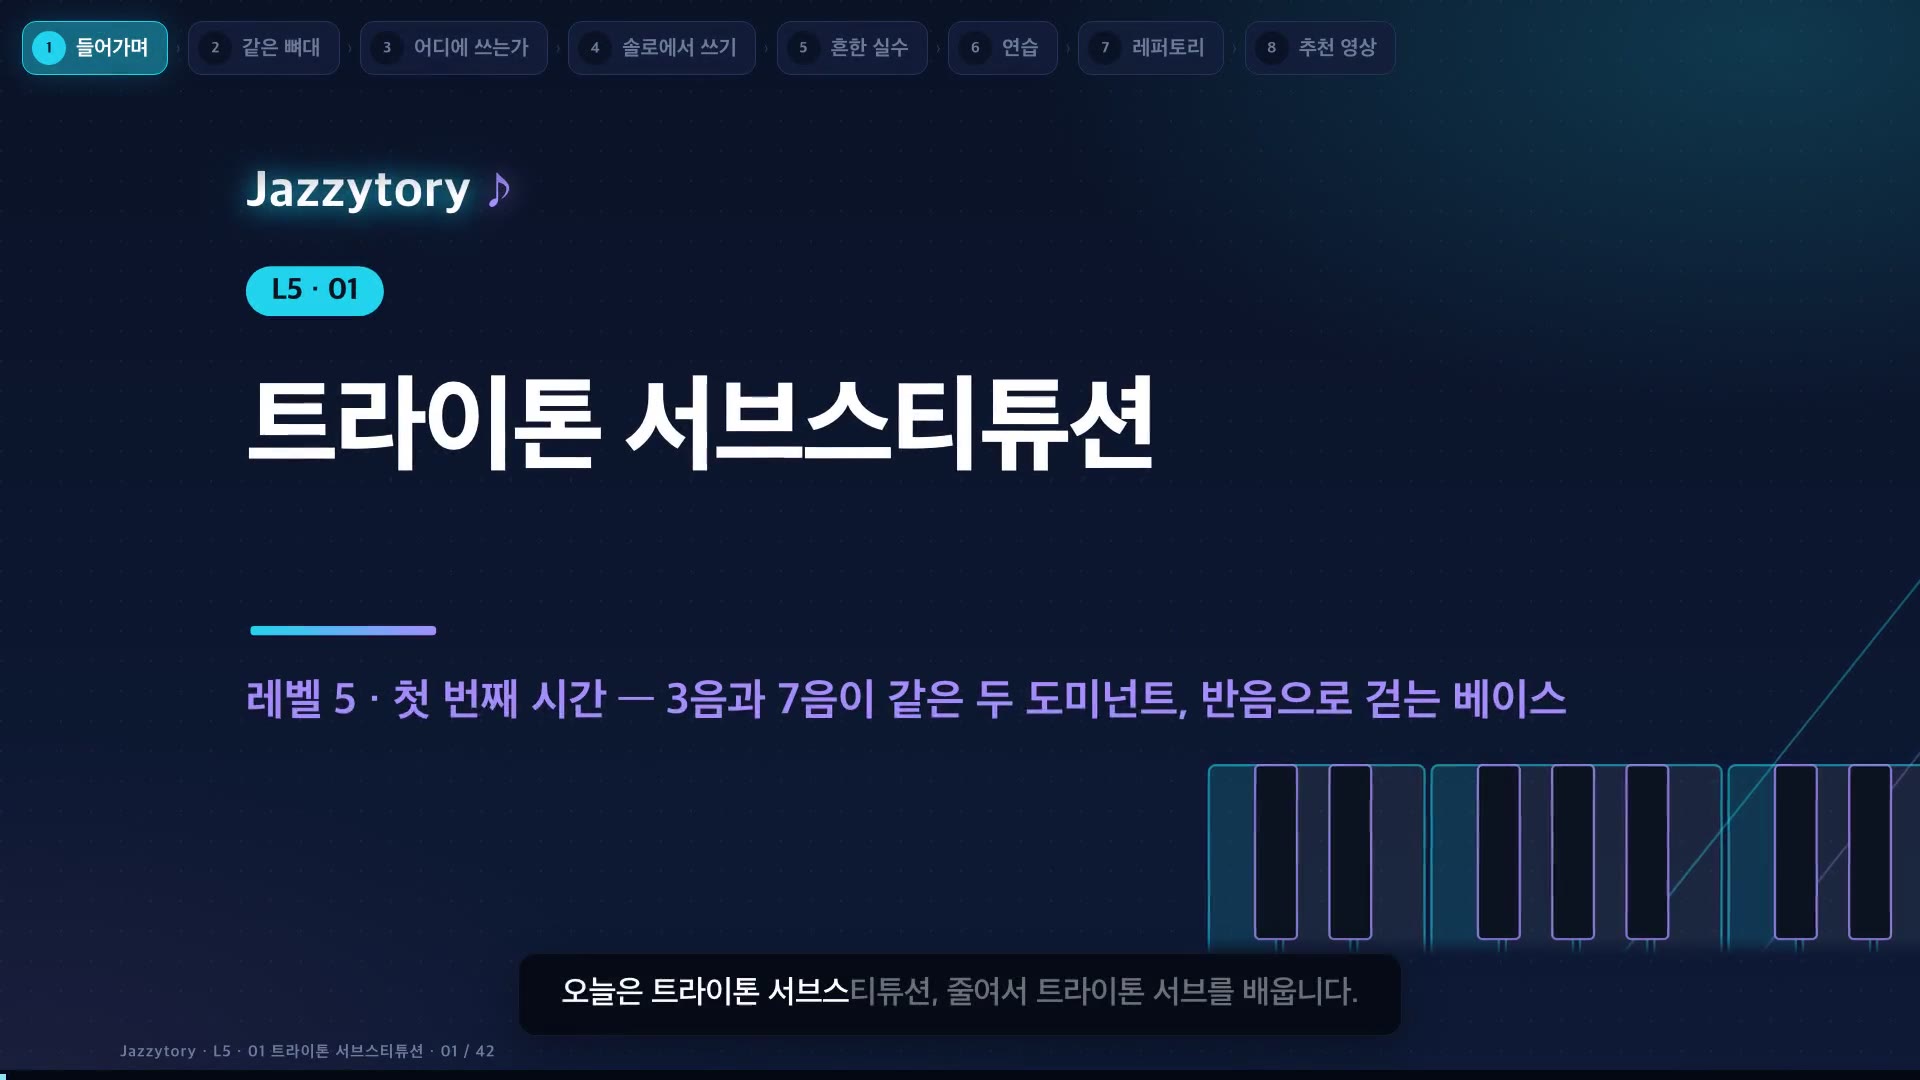 1 들어가며 › 2 같은 뼈대 › 3 어디에 쓰는가 › 4 솔로에서 쓰기 › 5 흔한 실수 › 6 연습 › 7 레퍼토리 › 8 추천 영상
Jazzytory ♪
L5 · 01
트라이톤 서브스티튜션
레벨 5 · 첫 번째 시간 — 3음과 7음이 같은 두 도미넌트, 반음으로 걷는 베이스
오늘은 트라이톤 서브스티튜션, 줄여서 트라이톤 서브를 배웁니다.
Jazzytory · L5 · 01 트라이톤 서브스티튜션 · 01 / 42